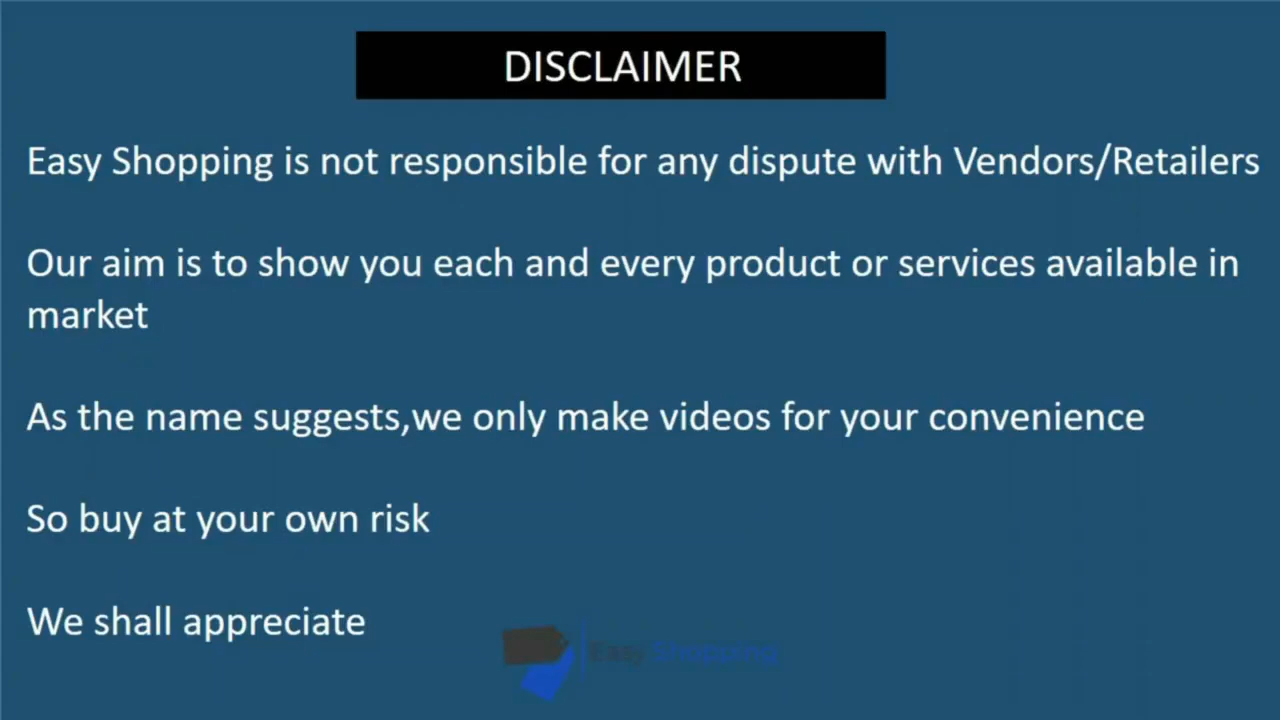 DISCLAIMER
Easy Shopping is not responsible for any dispute with Vendors/Retailers
Our aim is to show you each and every product or services available in
market
As the name suggests,we only make videos for your convenience
So buy at your own risk
We shall appreciate
Easy Shopping